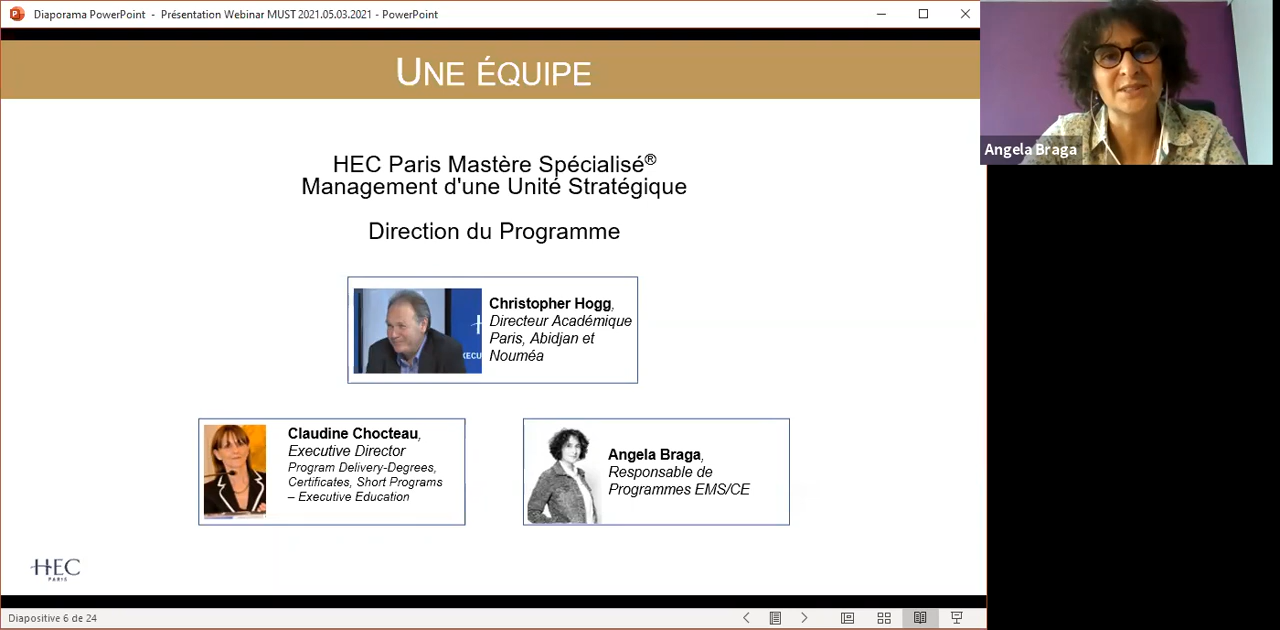 Diaporama PowerPoint - Présentation Webinar MUST 2021.05.03.2021 - PowerPoint
UNE ÉQUIPE
Angela Braga
HEC Paris Mastère Spécialisé®
Management d'une Unité Stratégique
Direction du Programme
Christopher Hogg,
Directeur Académique
Paris, Abidjan et
Nouméa
Claudine Chocteau,
Executive Director
Program Delivery-Degrees,
Certificates, Short Programs
– Executive Education
Angela Braga,
Responsable de
Programmes EMS/CE
HEC
PARIS
Diapositive 6 de 24